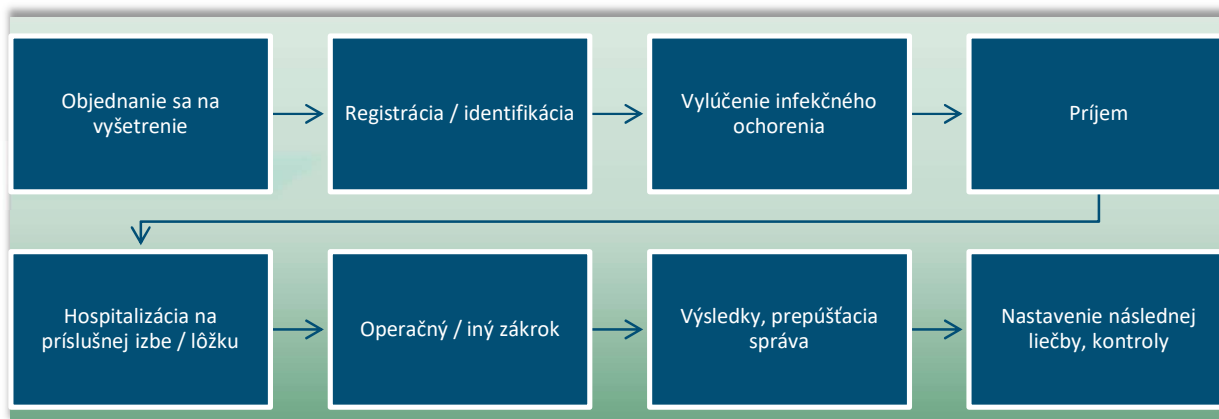 Objednanie sa na
vyšetrenie
Registrácia / identifikácia
Vylúčenie infekčného
ochorenia
Príjem
Hospitalizácia na
príslušnej izbe / lôžku
Operačný / iný zákrok
Výsledky, prepúšťacia
správa
Nastavenie následnej
liečby, kontroly